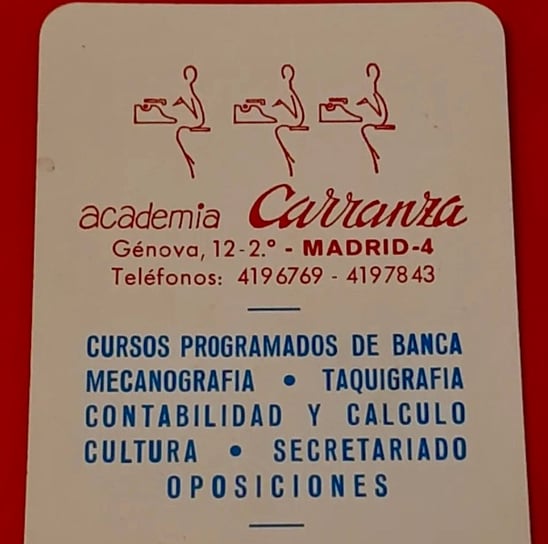 academia Carranza
Génova, 12-2.º - MADRID-4
Teléfonos: 4196769 - 4197843
CURSOS PROGRAMADOS DE BANCA
MECANOGRAFIA • TAQUIGRAFIA
CONTABILIDAD Y CALCULO
CULTURA • SECRETARIADO
OPOSICIONES